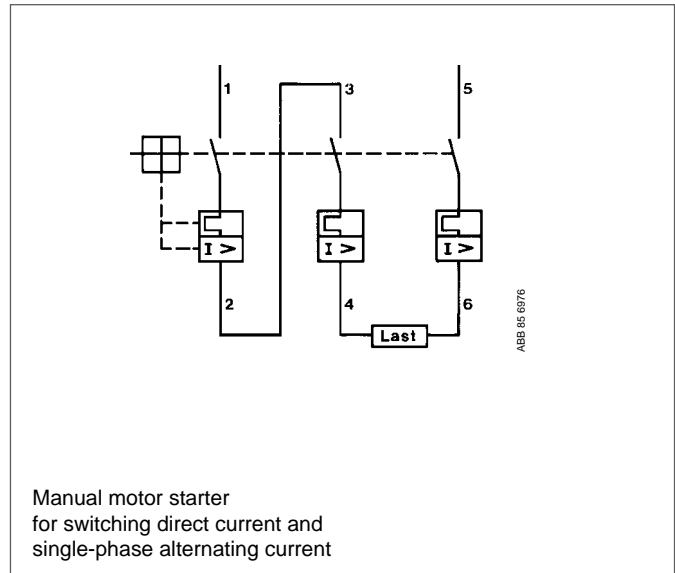 1 3 5
I > I > I >
2 4 6
Last
ABB 85 6976
Manual motor starter
for switching direct current and
single-phase alternating current